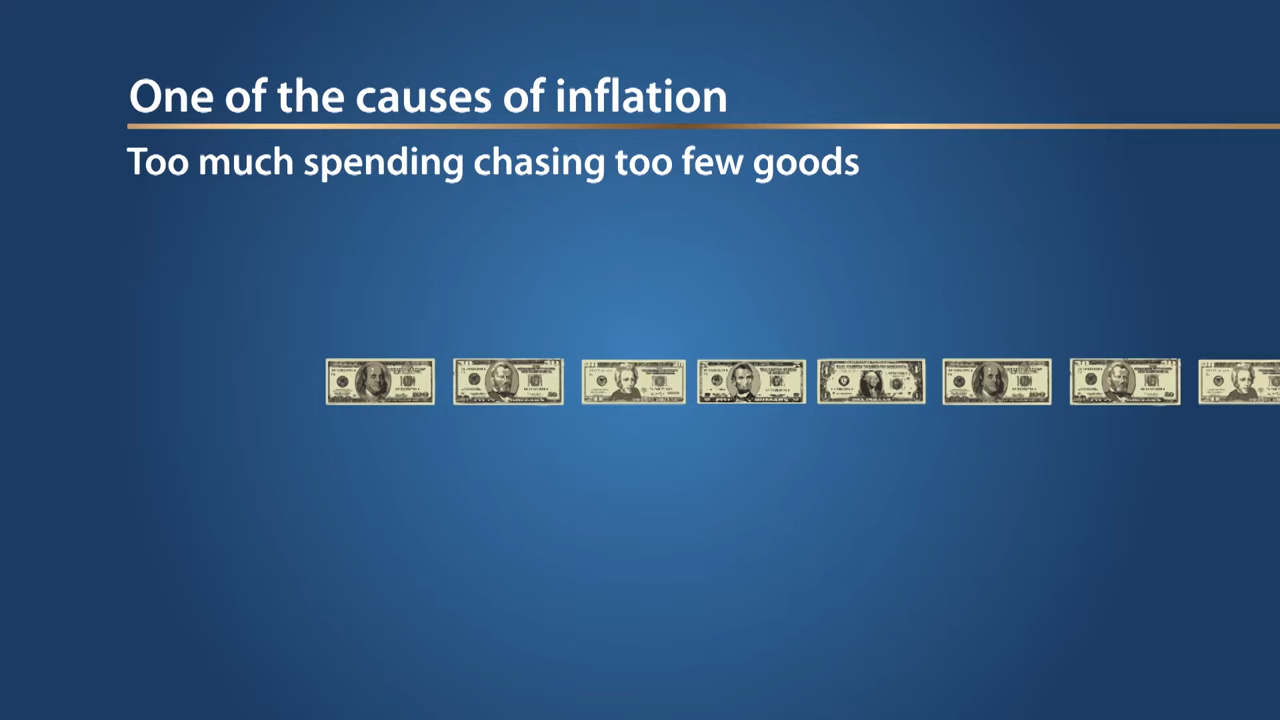 One of the causes of inflation
Too much spending chasing too few goods